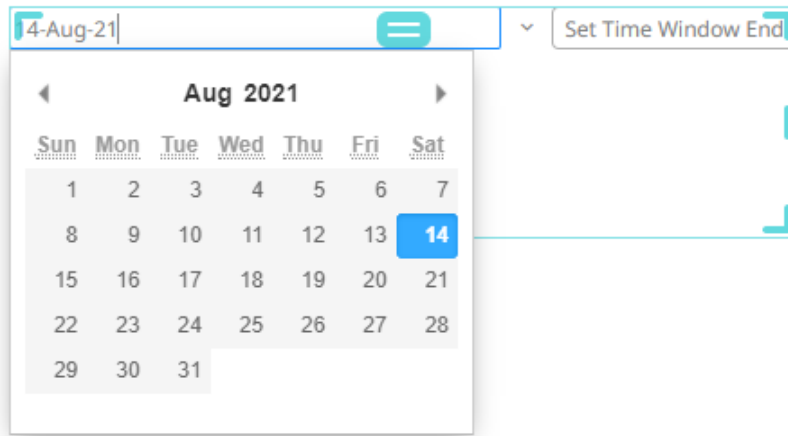 14-Aug-21 Set Time Window End
Aug 2021
Sun Mon Tue Wed Thu Fri Sat
1 2 3 4 5 6 7
8 9 10 11 12 13 14
15 16 17 18 19 20 21
22 23 24 25 26 27 28
29 30 31